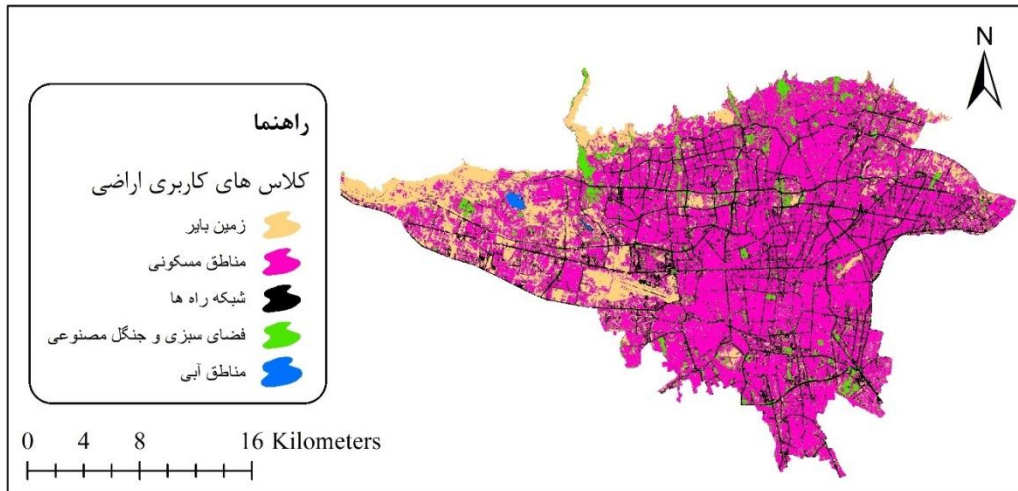 N
راهنما
کلاس های کاربری اراضی
زمین بایر
مناطق مسکونی
شبکه راه ها
فضای سبزی و جنگل مصنوعی
مناطق آبی
0 4 8 16 Kilometers